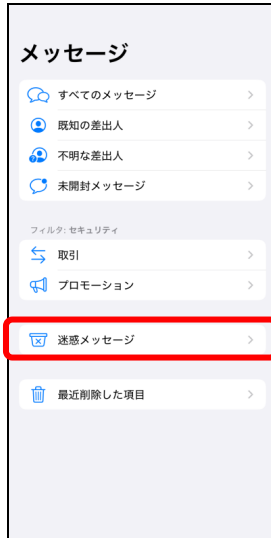 メッセージ
すべてのメッセージ
既知の差出人
不明な差出人
未開封メッセージ
フィルタ: セキュリティ
取引
プロモーション
迷惑メッセージ
最近削除した項目